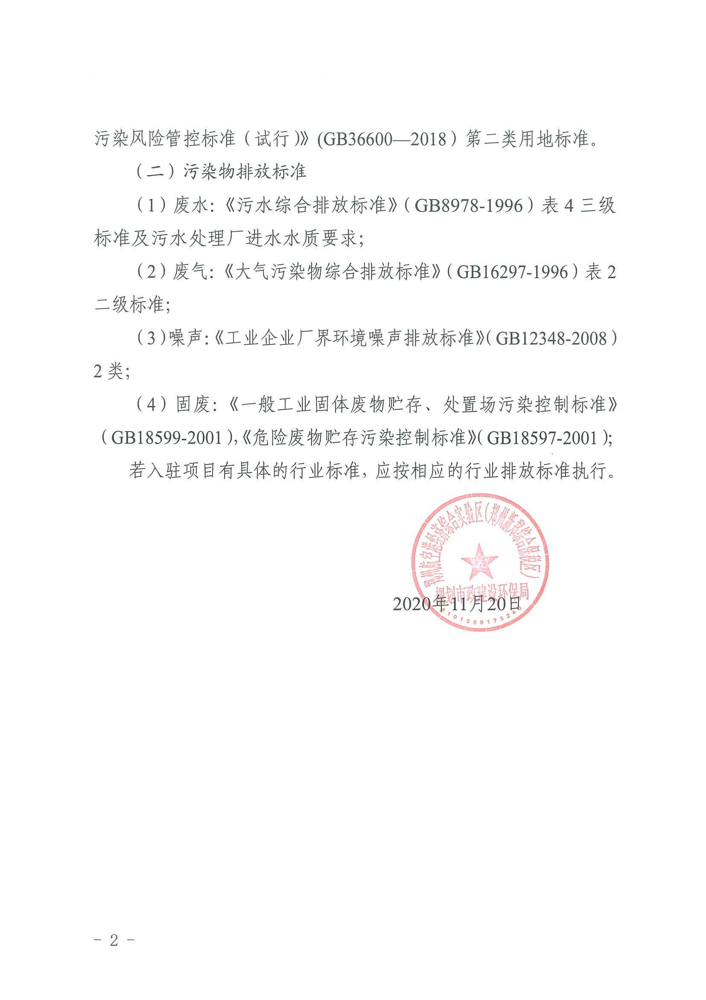 污染风险管控标准（试行）》(GB36600—2018）第二类用地标准。
（二）污染物排放标准
（1）废水：《污水综合排放标准》（GB8978-1996）表 4 三级
标准及污水处理厂进水水质要求；
（2）废气：《大气污染物综合排放标准》（GB16297-1996）表 2
二级标准；
（3）噪声：《工业企业厂界环境噪声排放标准》（GB12348-2008）
2 类；
（4）固废：《一般工业固体废物贮存、处置场污染控制标准》
（GB18599-2001），《危险废物贮存污染控制标准》（GB18597-2001）；
若入驻项目有具体的行业标准，应按相应的行业排放标准执行。
郑州航空港经济综合实验区（郑州新郑综合保税区）
规划市政建设环保局
2020年11月20日
4101000175243
- 2 -